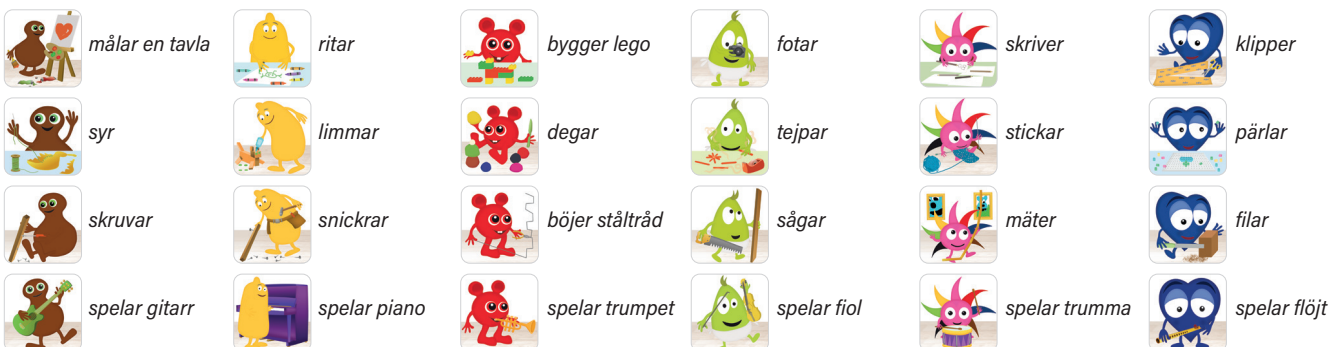 målar en tavla
ritar
bygger lego
fotar
skriver
klipper
syr
limmar
degar
tejpar
stickar
pärlar
skruvar
snickrar
böjer ståltråd
sågar
mäter
filar
spelar gitarr
spelar piano
spelar trumpet
spelar fiol
spelar trumma
spelar flöjt